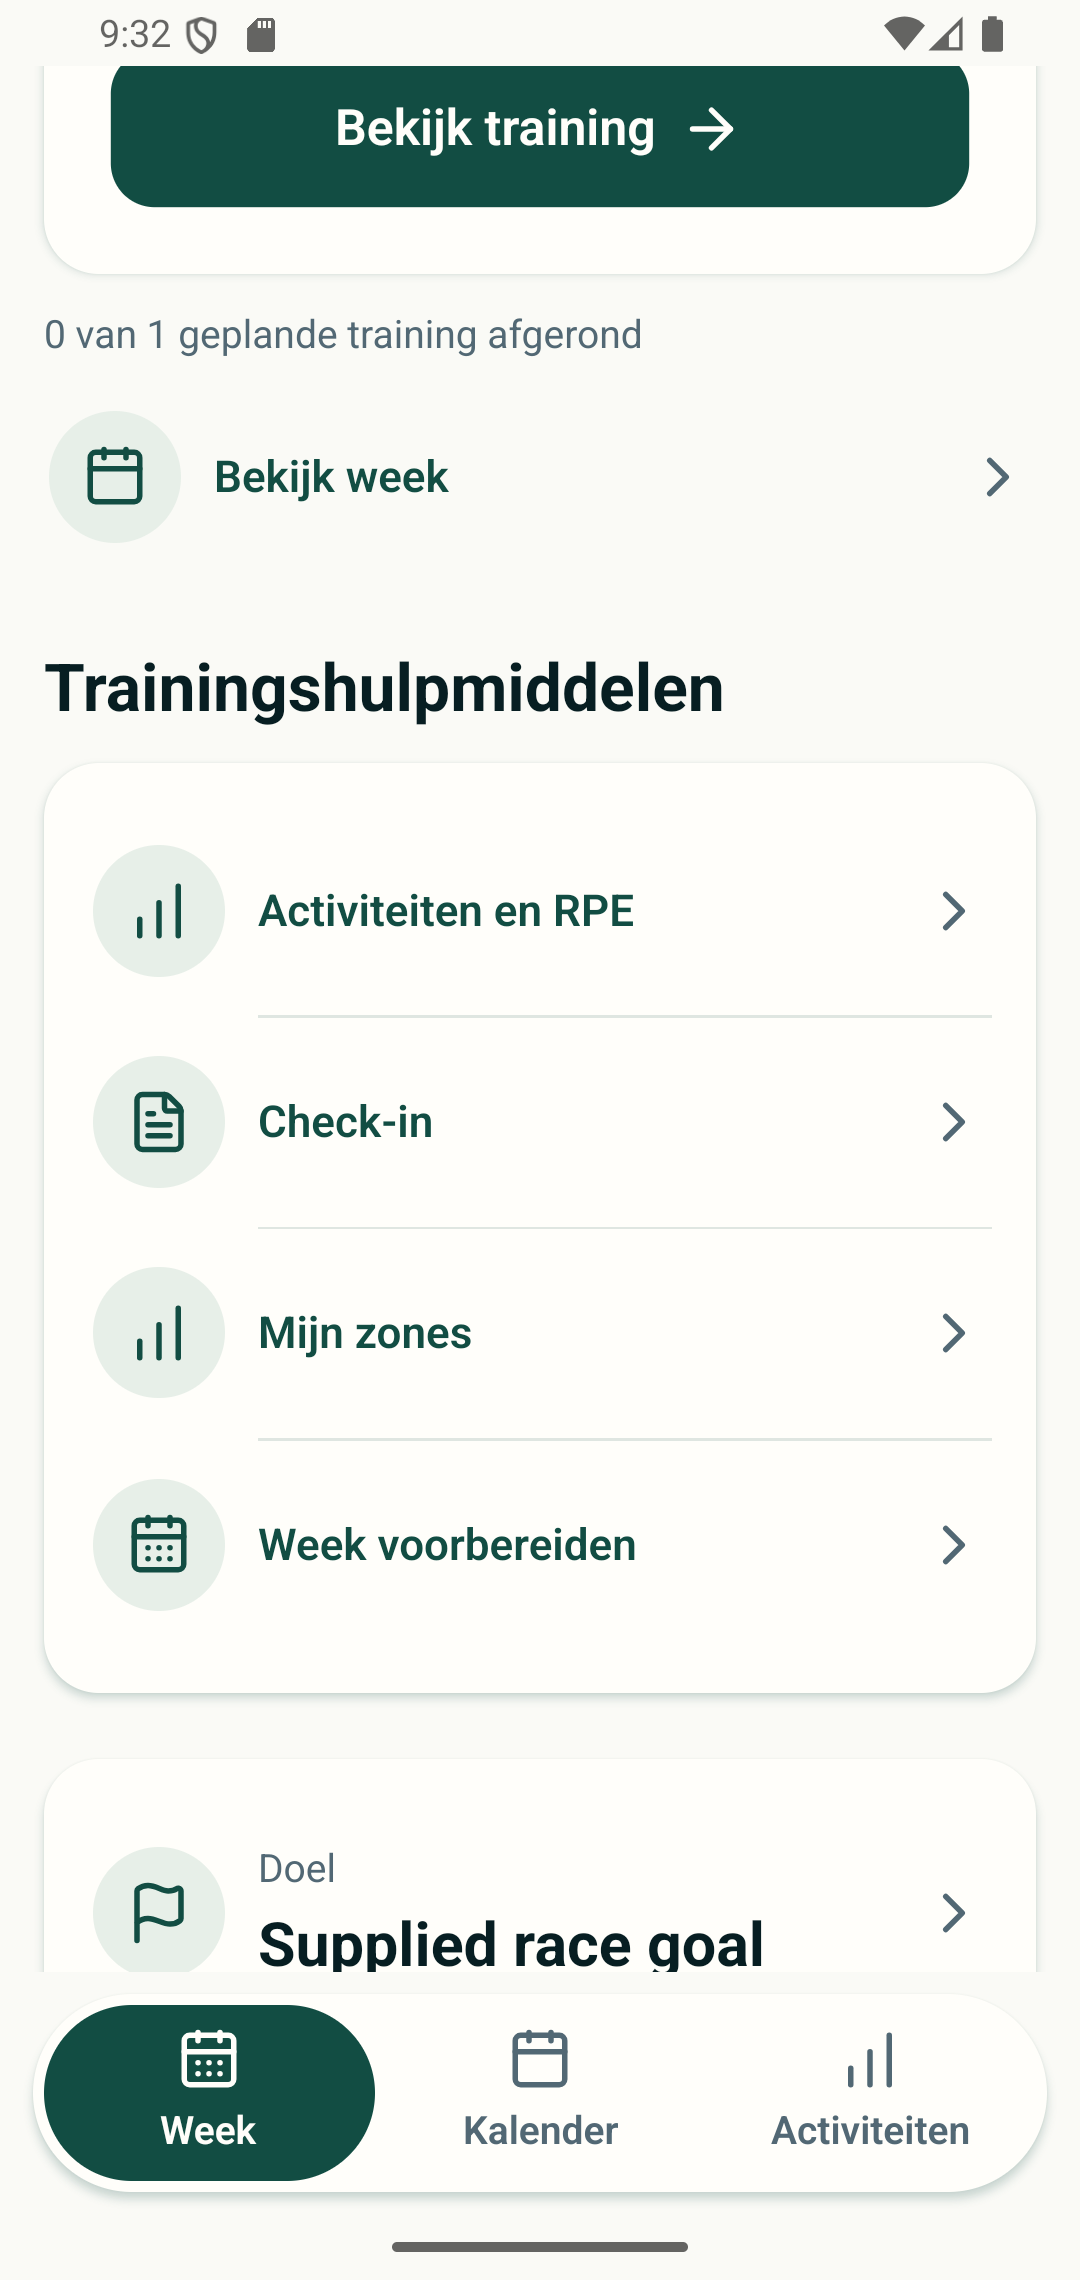 9:32
Bekijk training
0 van 1 geplande training afgerond
Bekijk week
Trainingshulpmiddelen
Activiteiten en RPE
Check-in
Mijn zones
Week voorbereiden
Doel
Supplied race goal
Week
Kalender
Activiteiten